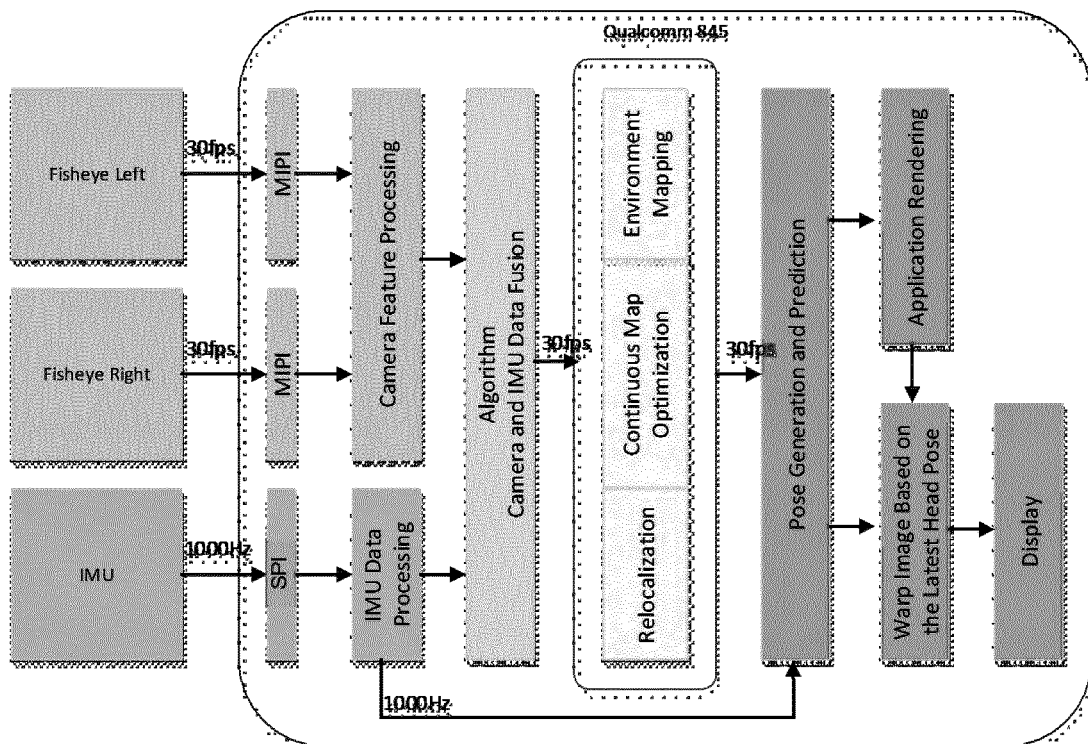 Qualcomm 845
Fisheye Left
30fps
MIPI
Camera Feature Processing
Fisheye Right
30fps
MIPI
IMU
1000Hz
SPI
IMU Data
Processing
1000Hz
Algorithm
Camera and IMU Data Fusion
30fps
Environment
Mapping
Continuous Map
Optimization
Relocalization
30fps
Pose Generation and Prediction
Application Rendering
Warp Image Based on
the Latest Head Pose
Display